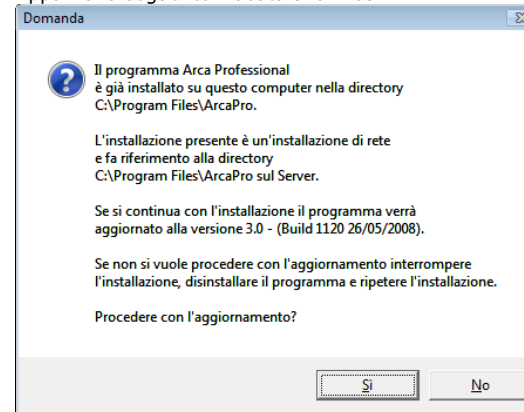 Domanda
Il programma Arca Professional
è già installato su questo computer nella directory
C:\Program Files\ArcaPro.
L'installazione presente è un'installazione di rete
e fa riferimento alla directory
C:\Program Files\ArcaPro sul Server.
Se si continua con l'installazione il programma verrà
aggiornato alla versione 3.0 - (Build 1120 26/05/2008).
Se non si vuole procedere con l'aggiornamento interrompere
l'installazione, disinstallare il programma e ripetere l'installazione.
Procedere con l'aggiornamento?
Sì No